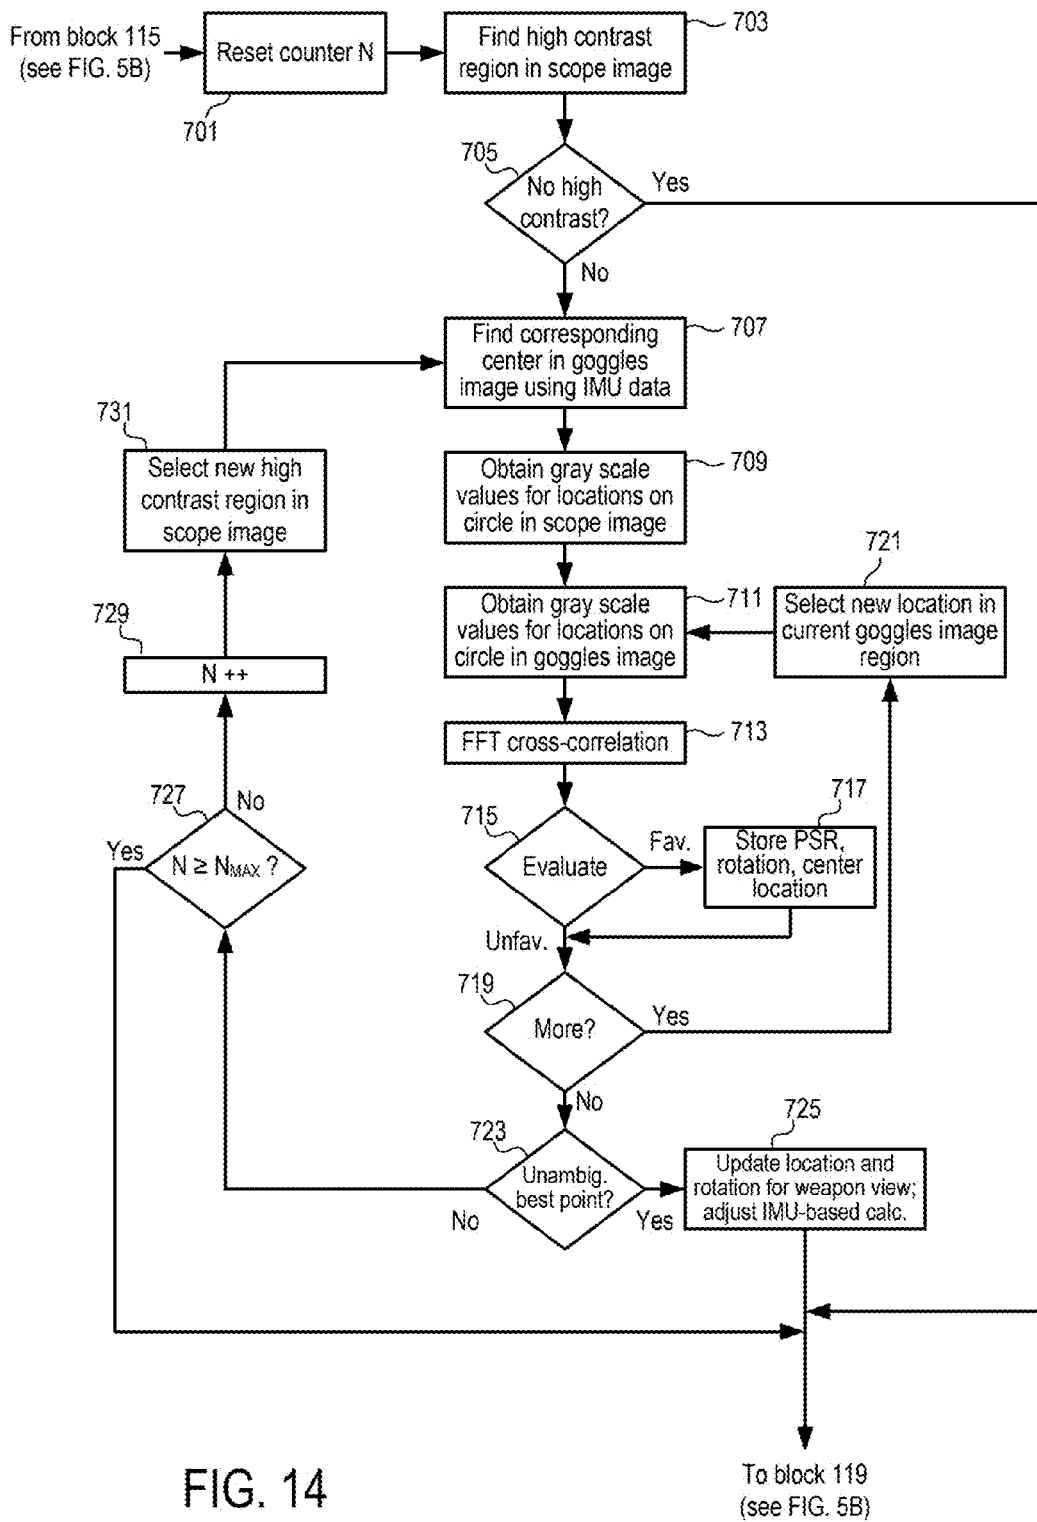 From block 115
(see FIG. 5B)
Reset counter N
701
Find high contrast
region in scope image
703
705
No high
contrast?
Yes
No
Find corresponding
center in goggles
image using IMU data
707
731
Select new high
contrast region in
scope image
Obtain gray scale
values for locations on
circle in scope image
709
721
Obtain gray scale
values for locations on
circle in goggles image
711
Select new location in
current goggles image
region
729
N ++
FFT cross-correlation
713
727
No
Yes
N ≥ NMAX ?
715
Evaluate
Fav.
717
Store PSR,
rotation, center
location
Unfav.
719
More?
Yes
No
723
Unambig.
best point?
No
Yes
725
Update location and
rotation for weapon view;
adjust IMU-based calc.
To block 119
(see FIG. 5B)
FIG. 14